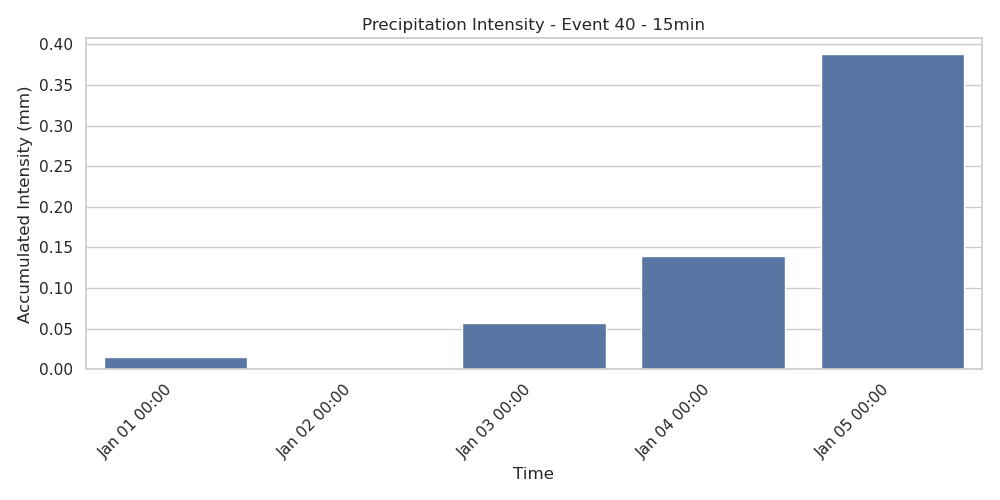 Precipitation Intensity - Event 40 - 15min
Accumulated Intensity (mm)
0.40
0.35
0.30
0.25
0.20
0.15
0.10
0.05
0.00
Jan 01 00:00
Jan 02 00:00
Jan 03 00:00
Jan 04 00:00
Jan 05 00:00
Time